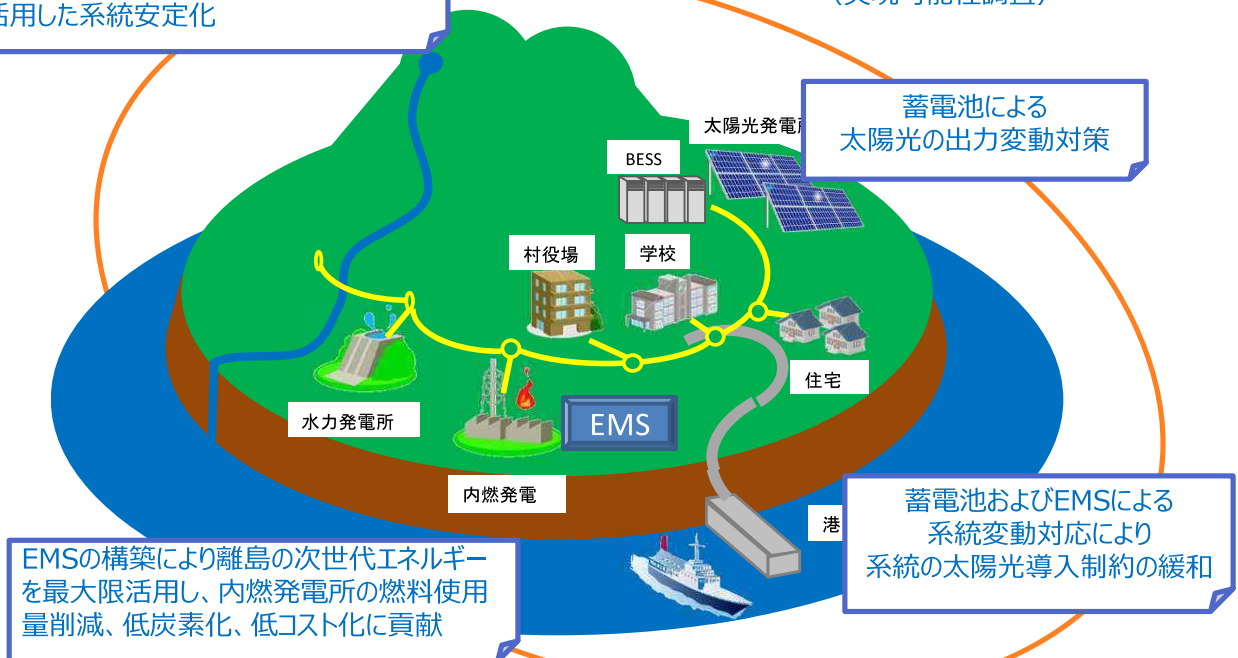 活用した系統安定化
蓄電池による
太陽光の出力変動対策
太陽光発電
BESS
村役場
学校
住宅
水力発電所
EMS
内燃発電
港
蓄電池およびEMSによる
系統変動対応により
系統の太陽光導入制約の緩和
EMSの構築により離島の次世代エネルギー
を最大限活用し、内燃発電所の燃料使用
量削減、低炭素化、低コスト化に貢献